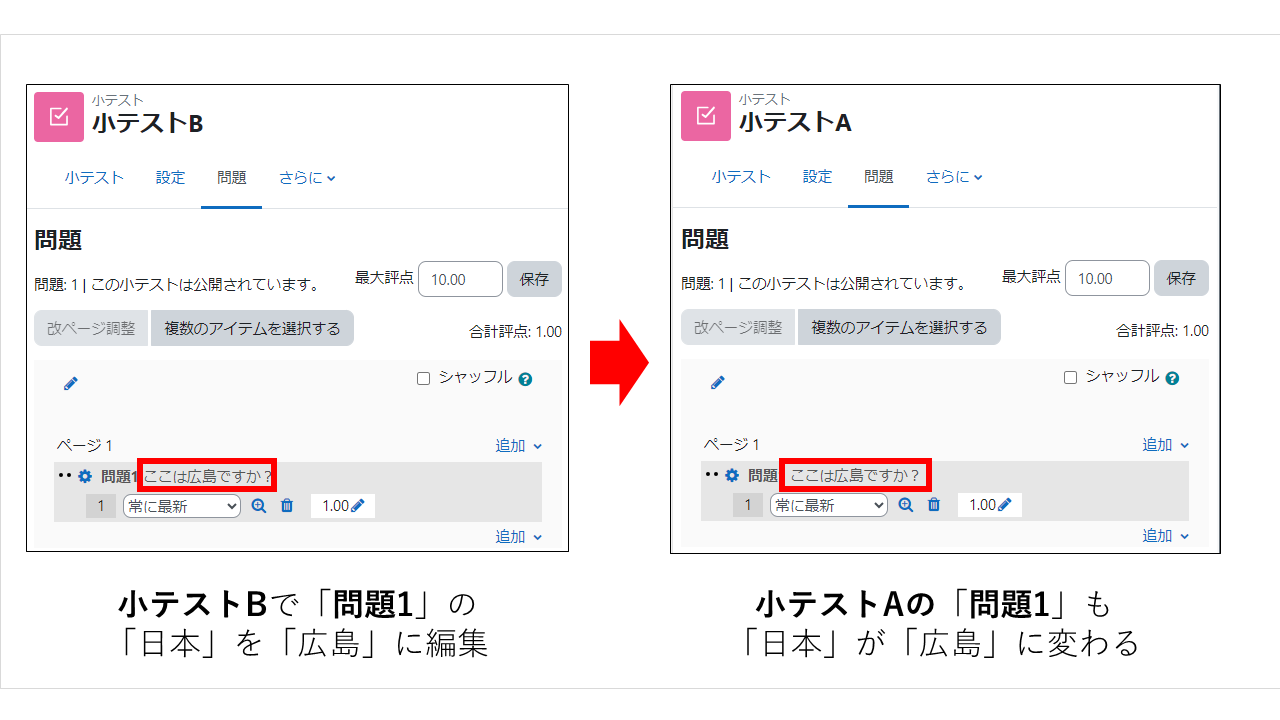 小テスト
小テストB
小テスト 設定 問題 さらに
問題
問題: 1 | この小テストは公開されています。 最大評点 10.00 保存
改ページ調整 複数のアイテムを選択する 合計評点: 1.00
シャッフル ?
ページ 1 追加
問題1 ここは広島ですか?
1 常に最新 1.00
追加
小テストBで「問題1」の
「日本」を「広島」に編集
小テスト
小テストA
小テスト 設定 問題 さらに
問題
問題: 1 | この小テストは公開されています。 最大評点 10.00 保存
改ページ調整 複数のアイテムを選択する 合計評点: 1.00
シャッフル ?
ページ 1 追加
問題 ここは広島ですか?
1 常に最新 1.00
追加
小テストAの「問題1」も
「日本」が「広島」に変わる